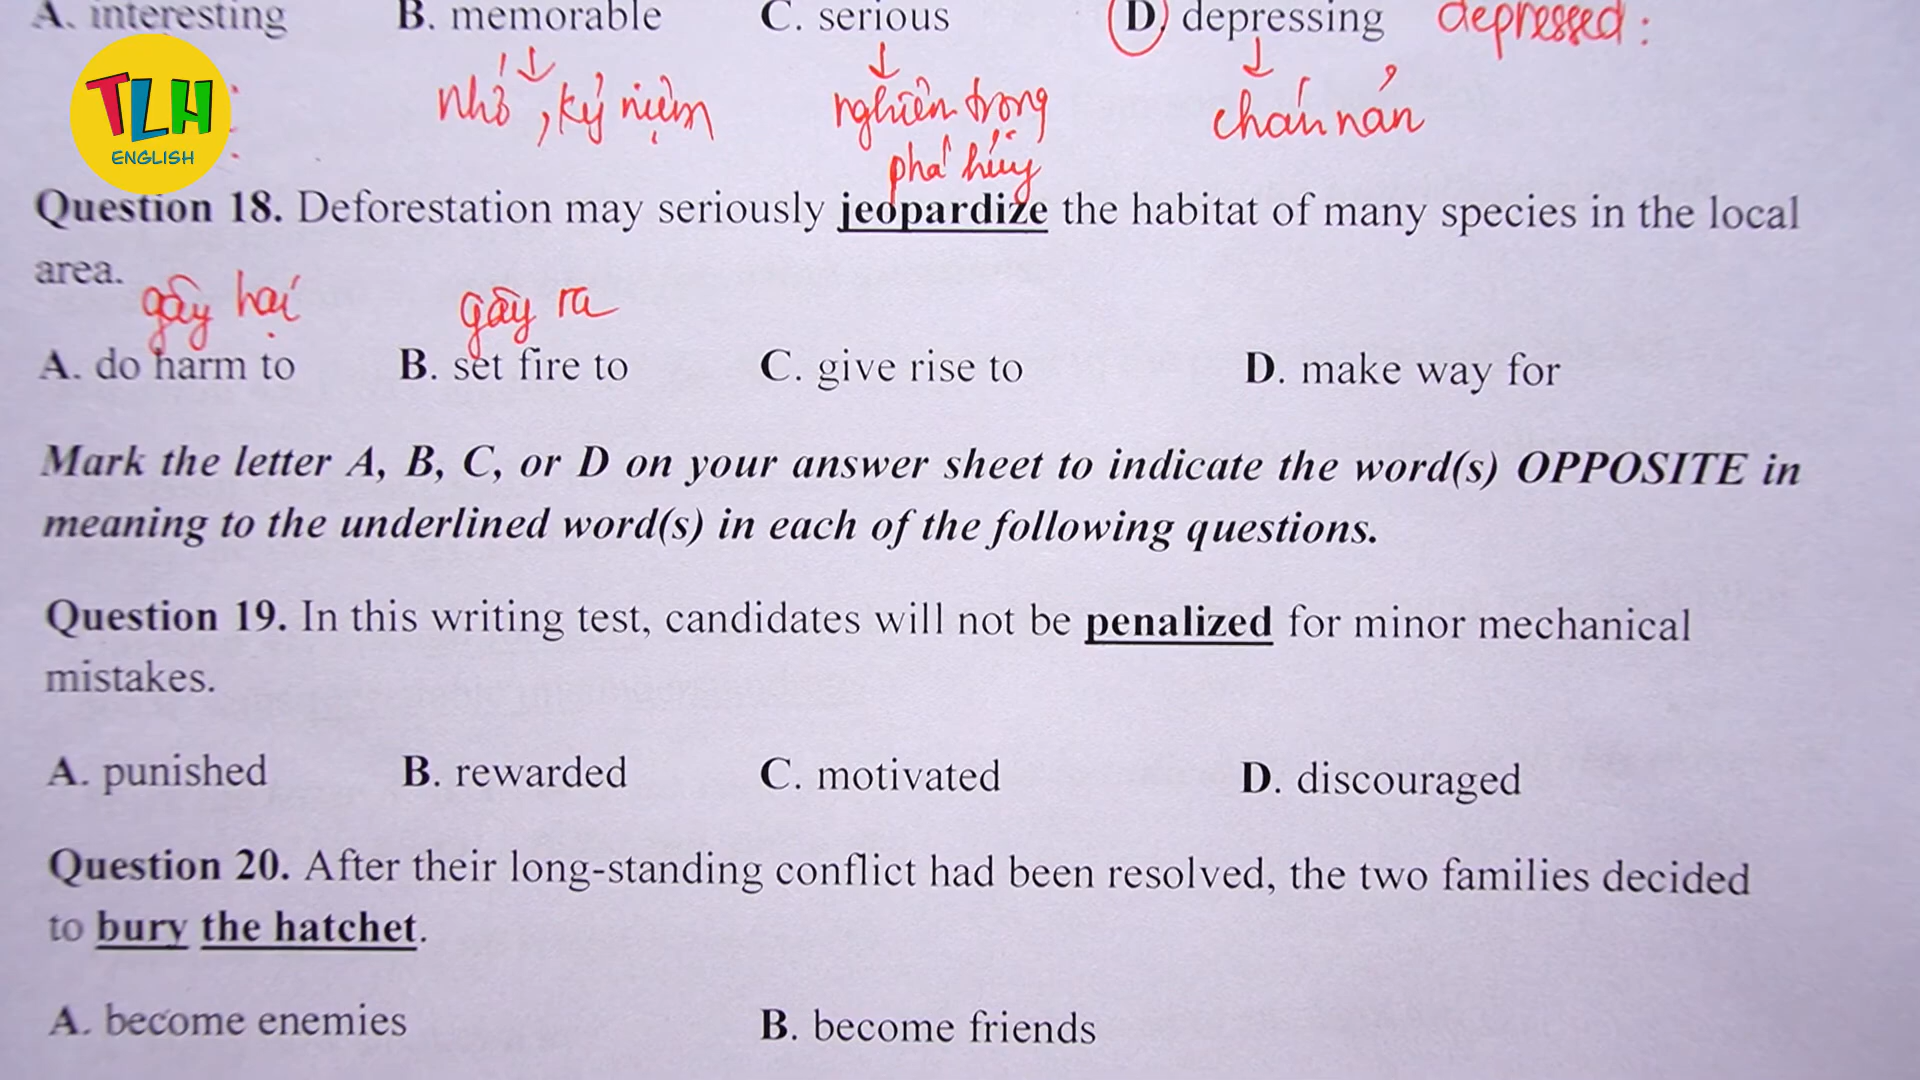 A. interesting B. memorable C. serious D. depressing depressed:
nhớ, kỷ niệm nghiêm trọng chán nản
TLH
ENGLISH
phá hủy
Question 18. Deforestation may seriously jeopardize the habitat of many species in the local
area.
gây hại gây ra
A. do harm to B. set fire to C. give rise to D. make way for
Mark the letter A, B, C, or D on your answer sheet to indicate the word(s) OPPOSITE in
meaning to the underlined word(s) in each of the following questions.
Question 19. In this writing test, candidates will not be penalized for minor mechanical
mistakes.
A. punished B. rewarded C. motivated D. discouraged
Question 20. After their long-standing conflict had been resolved, the two families decided
to bury the hatchet.
A. become enemies B. become friends